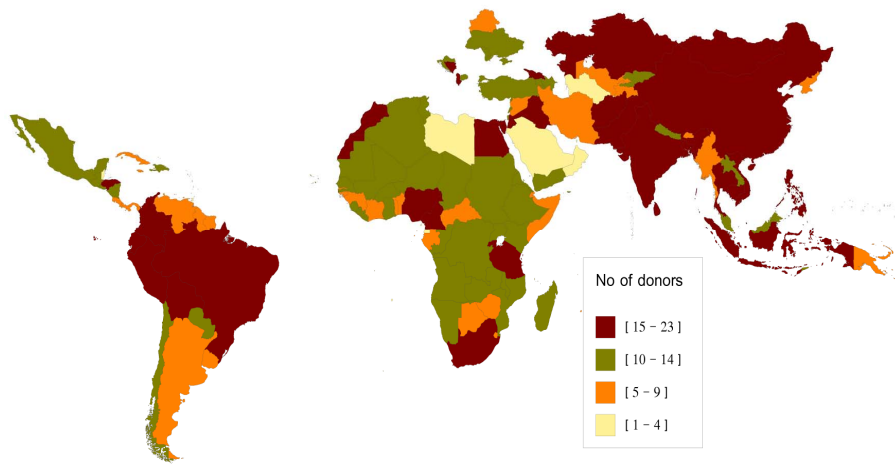 No of donors
[ 15 – 23 ]
[ 10 – 14 ]
[ 5 – 9 ]
[ 1 – 4 ]